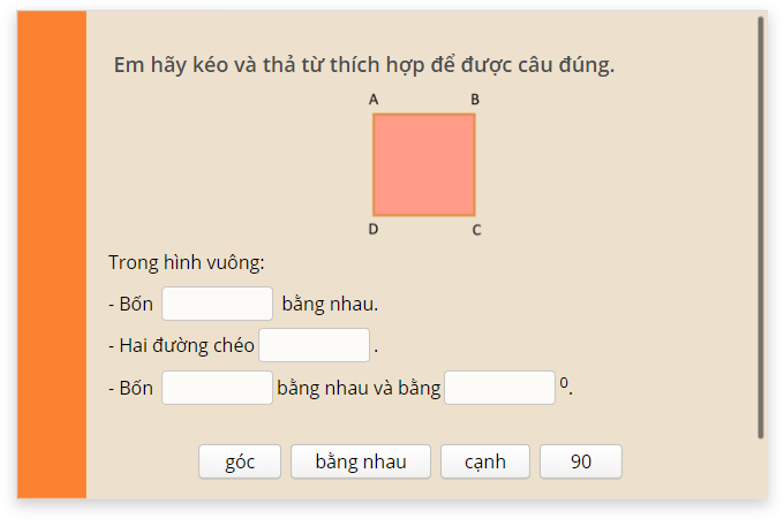 Em hãy kéo và thả từ thích hợp để được câu đúng.
A B
D C
Trong hình vuông:
- Bốn bằng nhau.
- Hai đường chéo .
- Bốn bằng nhau và bằng 0.
góc bằng nhau cạnh 90